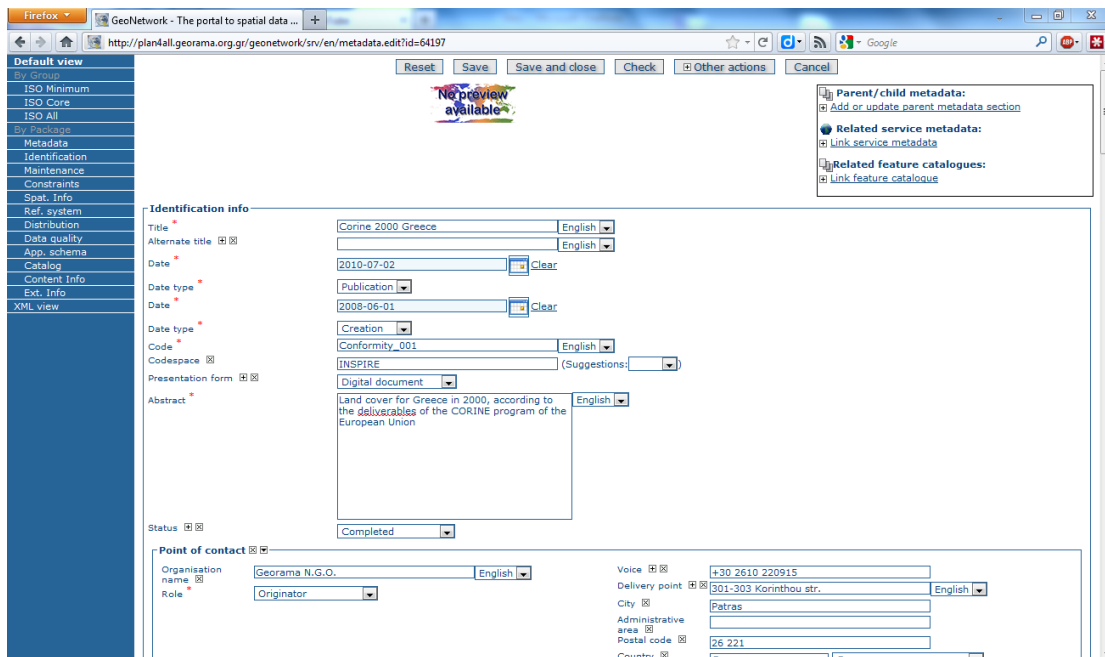 Firefox
GeoNetwork - The portal to spatial data ...
http://plan4all.georama.org.gr/geonetwork/srv/en/metadata.edit?id=64197
Google
ABP
Default view
By Group
ISO Minimum
ISO Core
ISO All
By Package
Metadata
Identification
Maintenance
Constraints
Spat. Info
Ref. system
Distribution
Data quality
App. schema
Catalog
Content Info
Ext. Info
XML view
Reset Save Save and close Check Other actions Cancel
No preview
available
Parent/child metadata:
Add or update parent metadata section
Related service metadata:
Link service metadata
Related feature catalogues:
Link feature catalogue
Identification info
Title * Corine 2000 Greece English
Alternate title English
Date * 2010-07-02 Clear
Date type * Publication
Date * 2008-06-01 Clear
Date type * Creation
Code * Conformity_001 English
Codespace INSPIRE (Suggestions: )
Presentation form Digital document
Abstract * Land cover for Greece in 2000, according to English
the deliverables of the CORINE program of the
European Union
Status Completed
Point of contact
Organisation
name Georama N.G.O. English
Role * Originator
Voice +30 2610 220915
Delivery point 301-303 Korinthou str. English
City Patras
Administrative
area
Postal code 26 221
Country